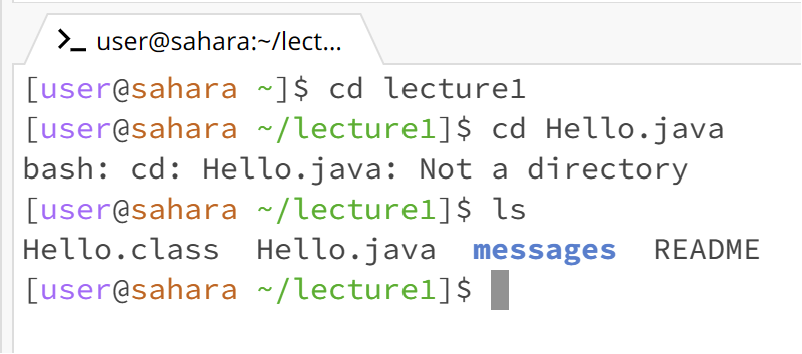 >_ user@sahara:~/lect...
[user@sahara ~]$ cd lecture1
[user@sahara ~/lecture1]$ cd Hello.java
bash: cd: Hello.java: Not a directory
[user@sahara ~/lecture1]$ ls
Hello.class  Hello.java  messages  README
[user@sahara ~/lecture1]$